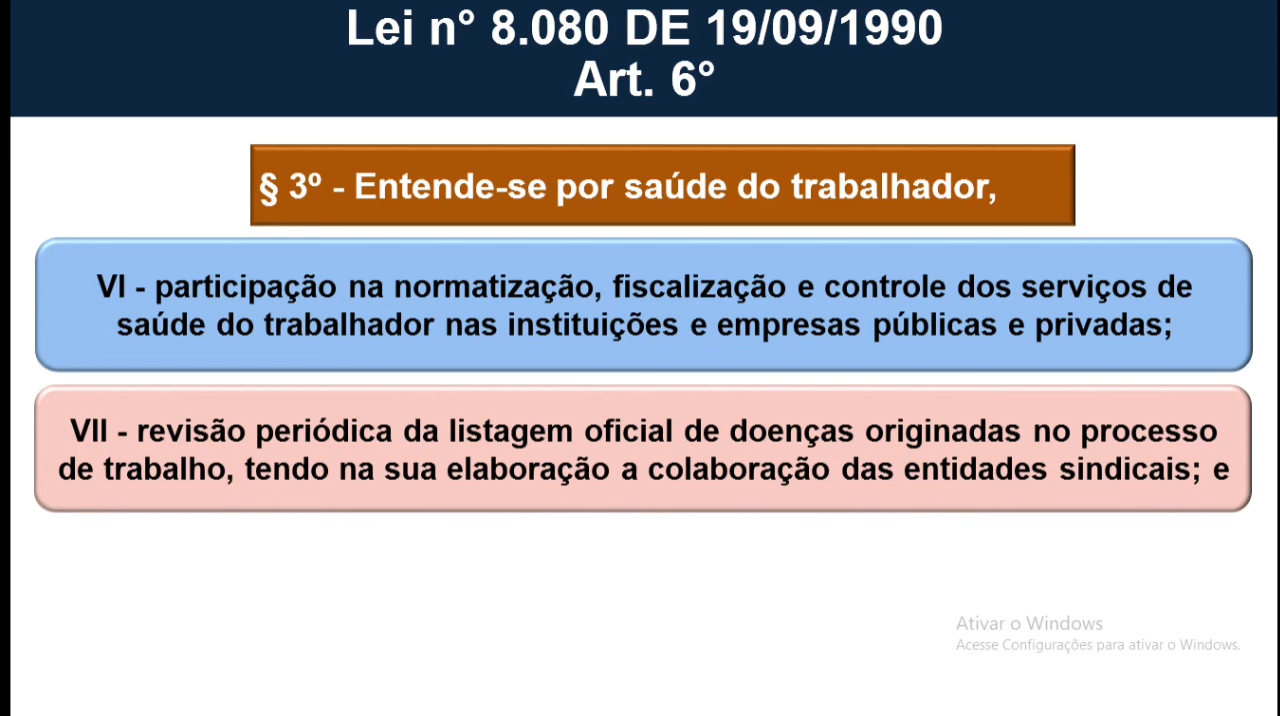 Lei n° 8.080 DE 19/09/1990
Art. 6°
§ 3º - Entende-se por saúde do trabalhador,
VI - participação na normatização, fiscalização e controle dos serviços de
saúde do trabalhador nas instituições e empresas públicas e privadas;
VII - revisão periódica da listagem oficial de doenças originadas no processo
de trabalho, tendo na sua elaboração a colaboração das entidades sindicais; e
Ativar o Windows
Acesse Configurações para ativar o Windows.